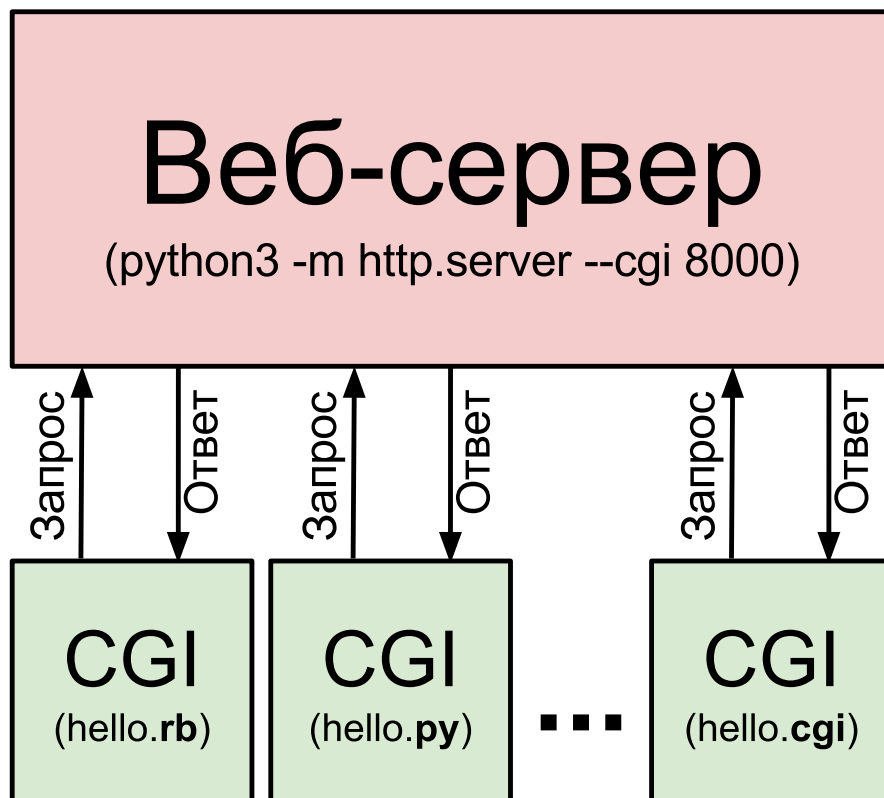 Веб-сервер
(python3 -m http.server --cgi 8000)
Запрос
Ответ
Запрос
Ответ
Запрос
Ответ
CGI
(hello.rb)
CGI
(hello.py)
...
CGI
(hello.cgi)